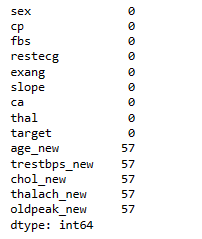 sex 0
cp 0
fbs 0
restecg 0
exang 0
slope 0
ca 0
thal 0
target 0
age_new 57
trestbps_new 57
chol_new 57
thalach_new 57
oldpeak_new 57
dtype: int64